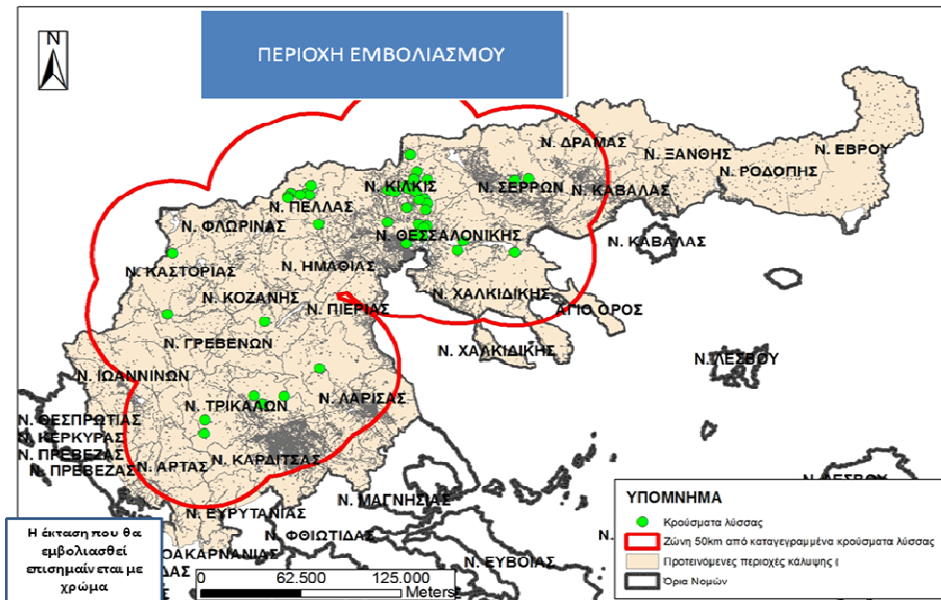 ΠΕΡΙΟΧΗ ΕΜΒΟΛΙΑΣΜΟΥ
N
Ν. ΔΡΑΜΑΣ
Ν. ΞΑΝΘΗΣ
Ν. ΕΒΡΟΥ
Ν. ΡΟΔΟΠΗΣ
Ν. ΚΙΛΚΙΣ
Ν. ΣΕΡΡΩΝ
Ν. ΚΑΒΑΛΑΣ
Ν. ΠΕΛΛΑΣ
Ν. ΦΛΩΡΙΝΑΣ
Ν. ΘΕΣΣΑΛΟΝΙΚΗΣ
Ν. ΚΑΒΑΛΑΣ
Ν. ΚΑΣΤΟΡΙΑΣ
Ν. ΗΜΑΘΙΑΣ
Ν. ΚΟΖΑΝΗΣ
Ν. ΧΑΛΚΙΔΙΚΗΣ
Ν. ΠΙΕΡΙΑΣ
ΑΓΙΟ ΟΡΟΣ
Ν. ΓΡΕΒΕΝΩΝ
Ν. ΧΑΛΚΙΔΙΚΗΣ
Ν. ΛΕΣΒΟΥ
Ν. ΙΩΑΝΝΙΝΩΝ
Ν. ΤΡΙΚΑΛΩΝ
Ν. ΛΑΡΙΣΑΣ
Ν. ΘΕΣΠΡΩΤΙΑΣ
Ν. ΚΕΡΚΥΡΑΣ
Ν. ΠΡΕΒΕΖΑΣ
Ν. ΠΡΕΒΕΖΑΣ
Ν. ΑΡΤΑΣ
Ν. ΚΑΡΔΙΤΣΑΣ
Ν. ΜΑΓΝΗΣΙΑΣ
Ν. ΕΥΡΥΤΑΝΙΑΣ
Ν. ΦΘΙΩΤΙΔΑΣ
Ν. ΕΥΒΟΙΑΣ
Η έκταση που θα
εμβολιασθεί
επισημαίνεται με
χρώμα
0 62.500 125.000
Meters
ΥΠΟΜΝΗΜΑ
Κρούσματα λύσσας
Ζώνη 50km από καταγεγραμμένα κρούσματα λύσσας
Προτεινόμενες περιοχές κάλυψης (
Όρια Νομών